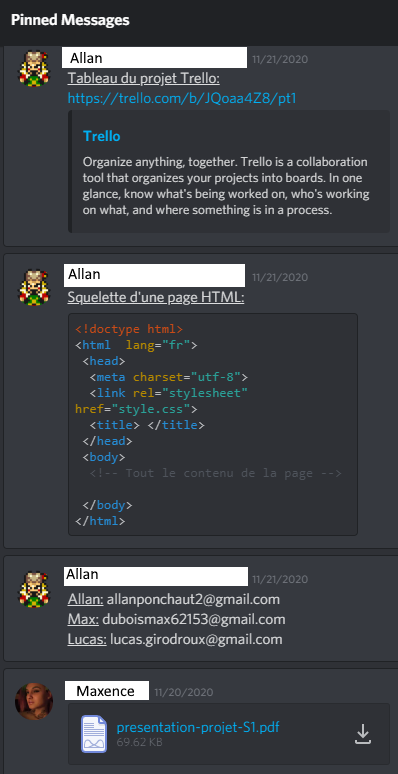 Pinned Messages
Allan 11/21/2020
Tableau du projet Trello:
https://trello.com/b/JQoaa4Z8/pt1
Trello
Organize anything, together. Trello is a collaboration
tool that organizes your projects into boards. In one
glance, know what's being worked on, who's working
on what, and where something is in a process.
Allan 11/21/2020
Squelette d'une page HTML:
<!doctype html>
<html  lang="fr">
<head>
<meta charset="utf-8">
<link rel="stylesheet"
href="style.css">
<title> </title>
</head>
<body>
<!-- Tout le contenu de la page -->
</body>
</html>
Allan 11/21/2020
Allan: allanponchaut2@gmail.com
Max: duboismax62153@gmail.com
Lucas: lucas.girodroux@gmail.com
Maxence 11/20/2020
presentation-projet-S1.pdf
69.62 KB